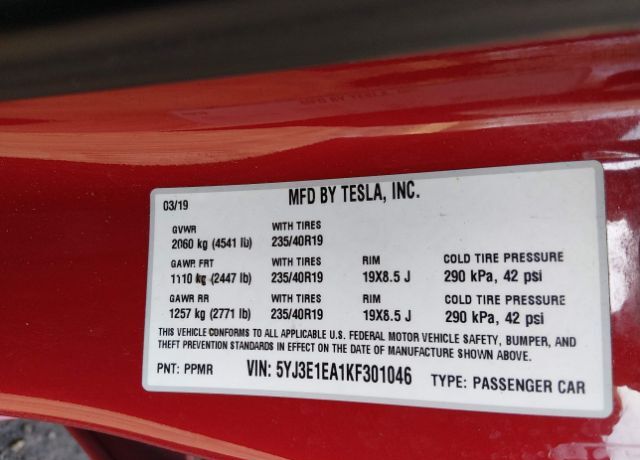 03/19 MFD BY TESLA, INC.
GVWR WITH TIRES
2060 kg (4541 lb) 235/40R19
GAWR FRT WITH TIRES RIM COLD TIRE PRESSURE
1110 kg (2447 lb) 235/40R19 19X8.5 J 290 kPa, 42 psi
GAWR RR WITH TIRES RIM COLD TIRE PRESSURE
1257 kg (2771 lb) 235/40R19 19X8.5 J 290 kPa, 42 psi
THIS VEHICLE CONFORMS TO ALL APPLICABLE U.S. FEDERAL MOTOR VEHICLE SAFETY, BUMPER, AND
THEFT PREVENTION STANDARDS IN EFFECT ON THE DATE OF MANUFACTURE SHOWN ABOVE.
PNT: PPMR VIN: 5YJ3E1EA1KF301046 TYPE: PASSENGER CAR